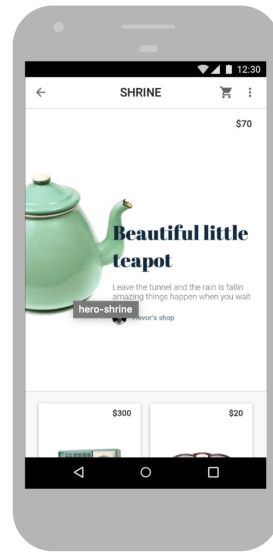 12:30
SHRINE
$70
Beautiful little
teapot
Leave the tunnel and the rain is fallin
amazing things happen when you wait
hero-shrine
Trevor's shop
$300
$20